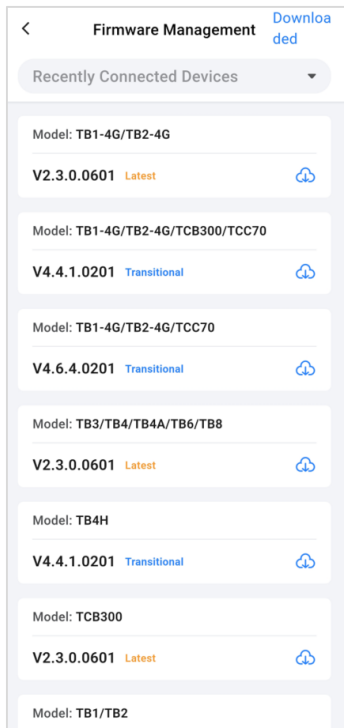 Firmware Management
Downloa
ded
Recently Connected Devices
Model: TB1-4G/TB2-4G
V2.3.0.0601 Latest
Model: TB1-4G/TB2-4G/TCB300/TCC70
V4.4.1.0201 Transitional
Model: TB1-4G/TB2-4G/TCC70
V4.6.4.0201 Transitional
Model: TB3/TB4/TB4A/TB6/TB8
V2.3.0.0601 Latest
Model: TB4H
V4.4.1.0201 Transitional
Model: TCB300
V2.3.0.0601 Latest
Model: TB1/TB2